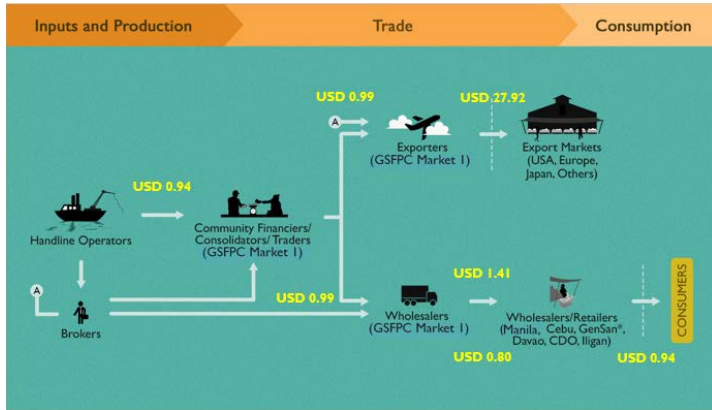 Inputs and Production
Trade
Consumption
USD 0.99
USD 27.92
A
Exporters
(GSFPC Market 1)
Export Markets
(USA, Europe,
Japan, Others)
USD 0.94
Handline Operators
Community Financiers/
Consolidators/ Traders
(GSFPC Market 1)
A
Brokers
USD 0.99
Wholesalers
(GSFPC Market 1)
USD 1.41
Wholesalers/Retailers
(Manila, Cebu, GenSan*,
Davao, CDO, Iligan)
USD 0.80
USD 0.94
CONSUMERS